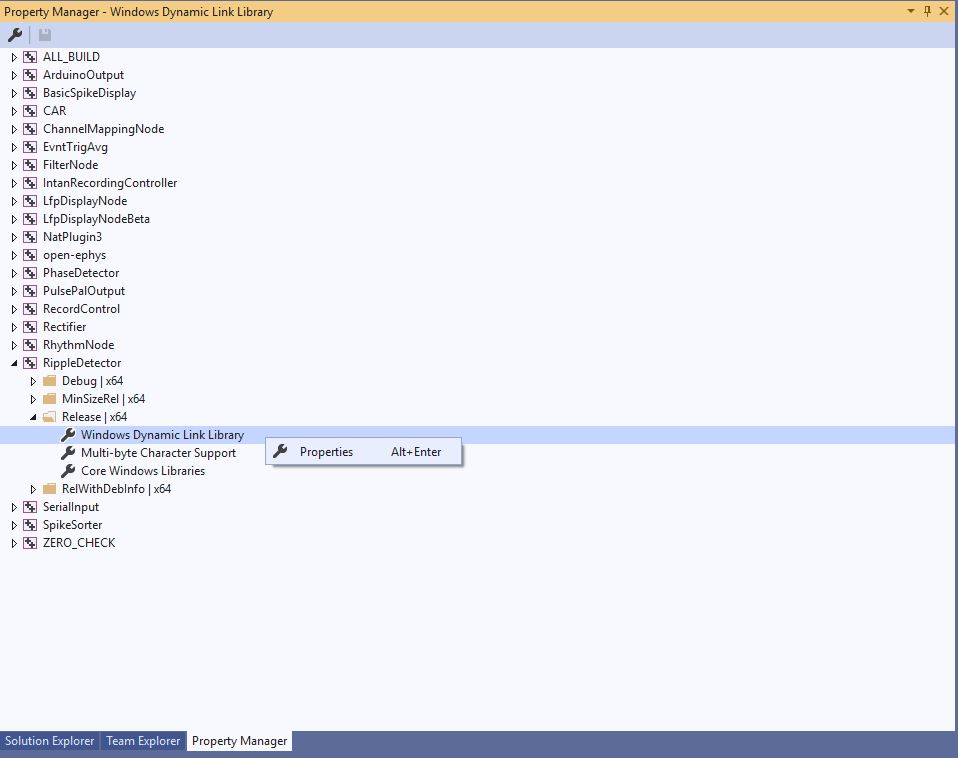 Property Manager - Windows Dynamic Link Library
ALL_BUILD
ArduinoOutput
BasicSpikeDisplay
CAR
ChannelMappingNode
EvntTrigAvg
FilterNode
IntanRecordingController
LfpDisplayNode
LfpDisplayNodeBeta
NatPlugin3
open-ephys
PhaseDetector
PulsePalOutput
RecordControl
Rectifier
RhythmNode
RippleDetector
Debug | x64
MinSizeRel | x64
Release | x64
Windows Dynamic Link Library
Properties Alt+Enter
Multi-byte Character Support
Core Windows Libraries
RelWithDebInfo | x64
SerialInput
SpikeSorter
ZERO_CHECK
Solution Explorer Team Explorer Property Manager